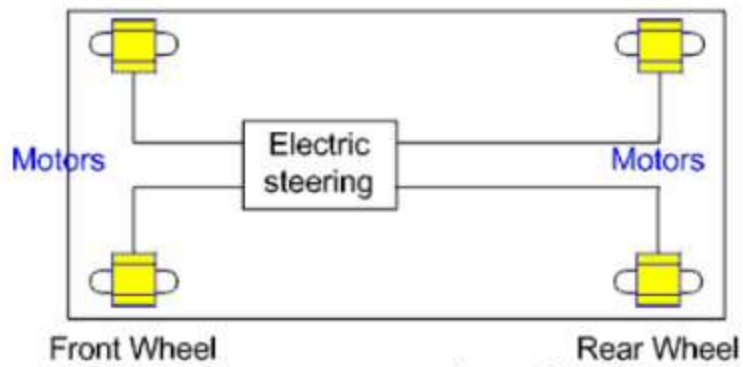 Electric
steering
Motors
Motors
Front Wheel
Rear Wheel